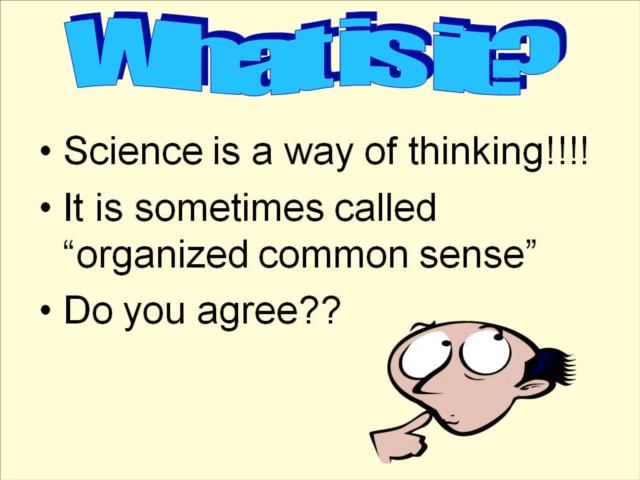 What is it?
• Science is a way of thinking!!!!
• It is sometimes called
“organized common sense”
• Do you agree??